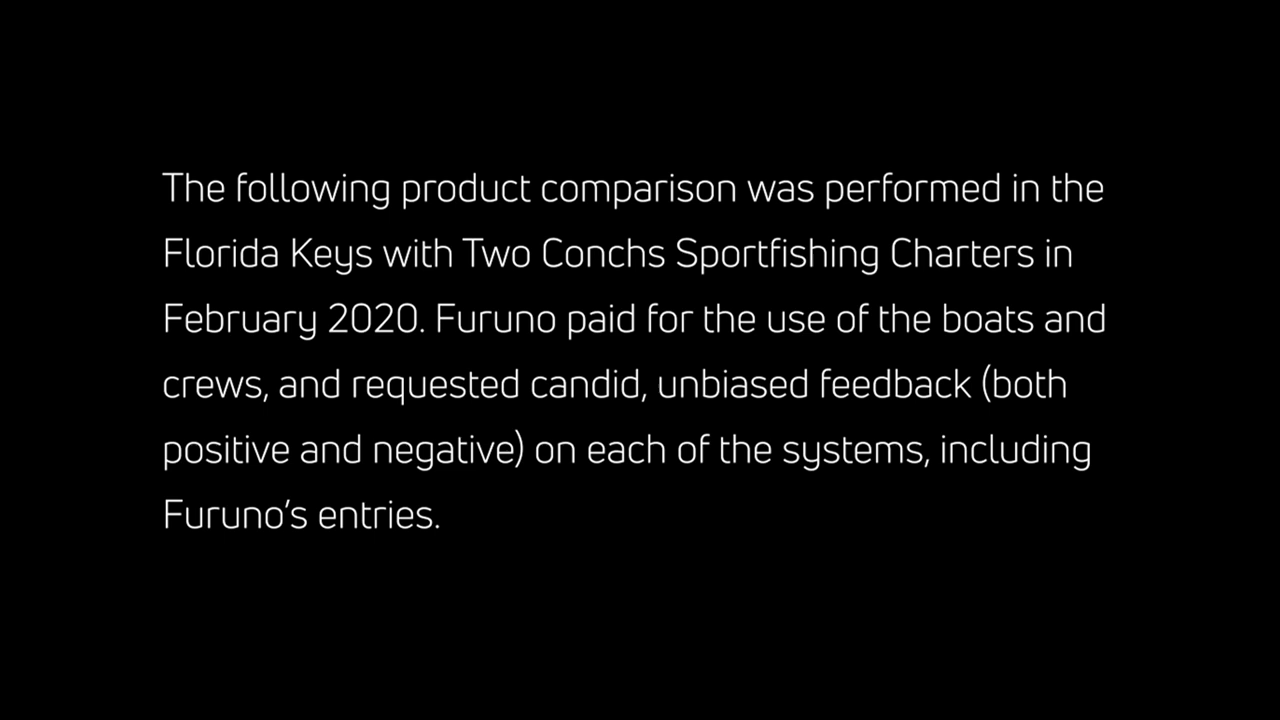 The following product comparison was performed in the
Florida Keys with Two Conchs Sportfishing Charters in
February 2020. Furuno paid for the use of the boats and
crews, and requested candid, unbiased feedback (both
positive and negative) on each of the systems, including
Furuno’s entries.